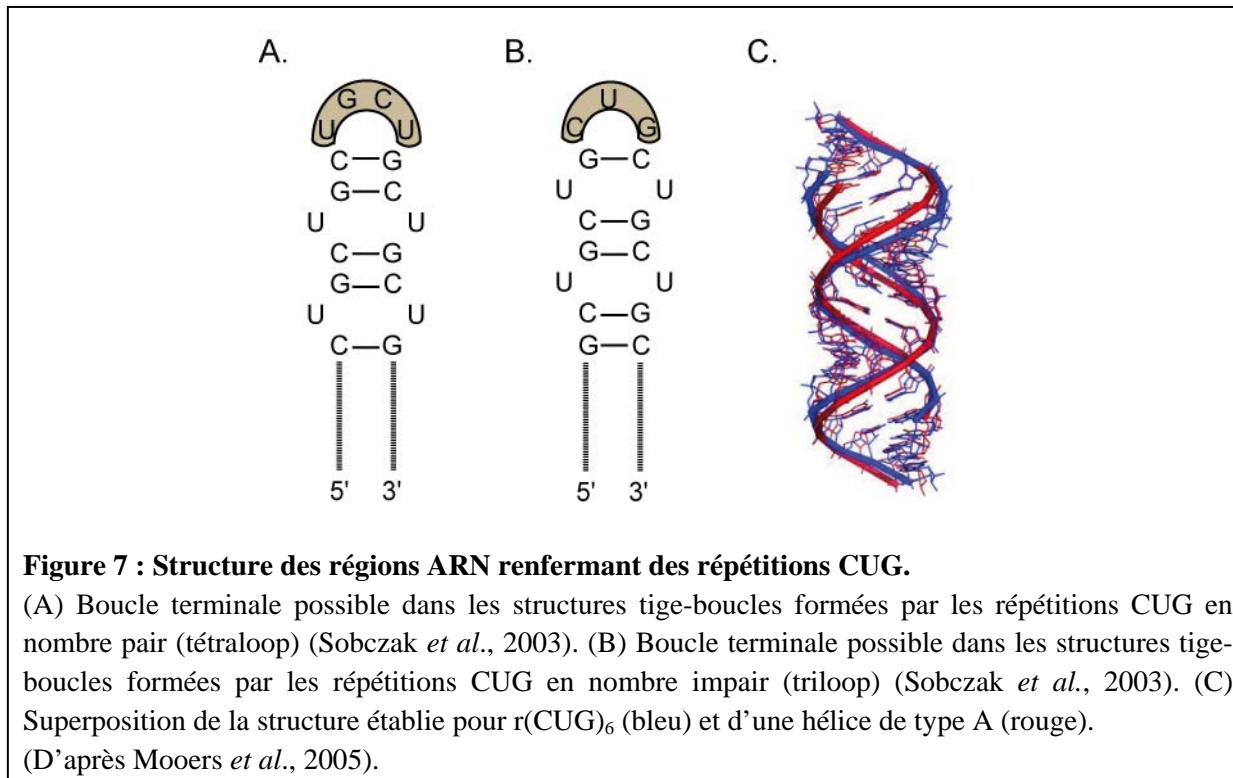 A. B. C.
G C U
U U C G
C—G G—C
G—C U U
U U C—G
C—G G—C
G—C U U
U U C—G
C—G G—C
5' 3' 5' 3'
Figure 7 : Structure des régions ARN renfermant des répétitions CUG.
(A) Boucle terminale possible dans les structures tige-boucles formées par les répétitions CUG en
nombre pair (tétraloop) (Sobczak et al., 2003). (B) Boucle terminale possible dans les structures tige-
boucles formées par les répétitions CUG en nombre impair (triloop) (Sobczak et al., 2003). (C)
Superposition de la structure établie pour r(CUG)₆ (bleu) et d’une hélice de type A (rouge).
(D’après Mooers et al., 2005).